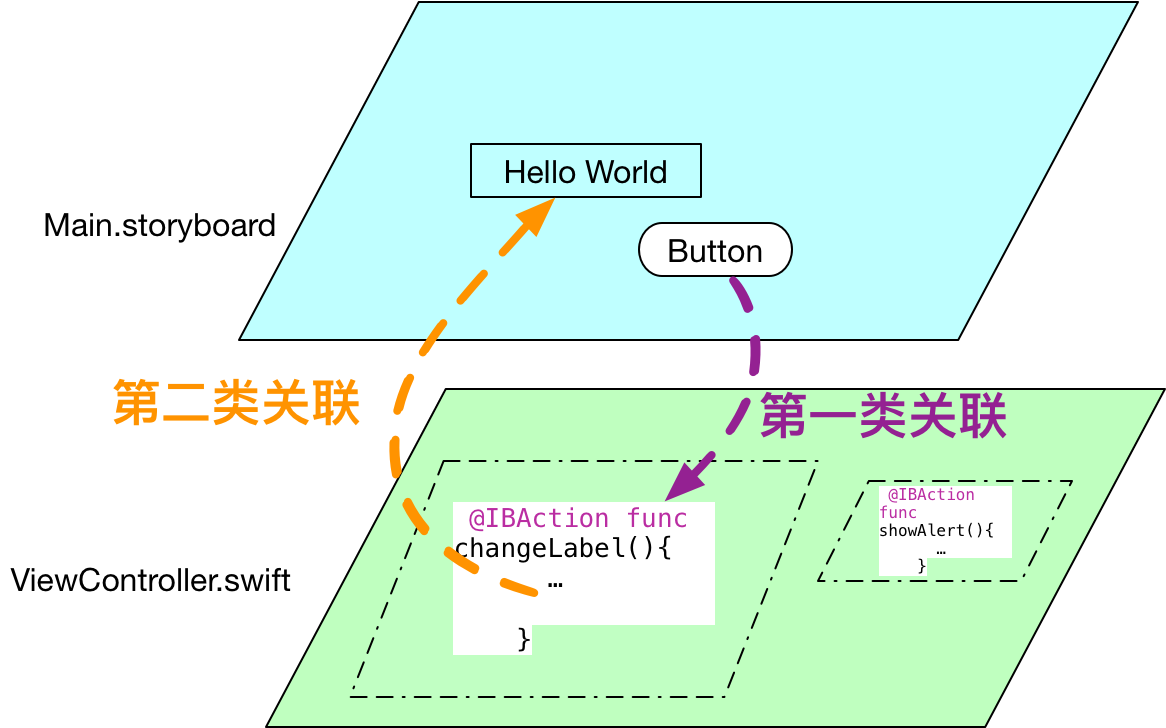 Hello World
Main.storyboard
Button
第二类关联
第一类关联
@IBAction func
changeLabel(){
…
}
@IBAction
func
showAlert(){
…
}
ViewController.swift